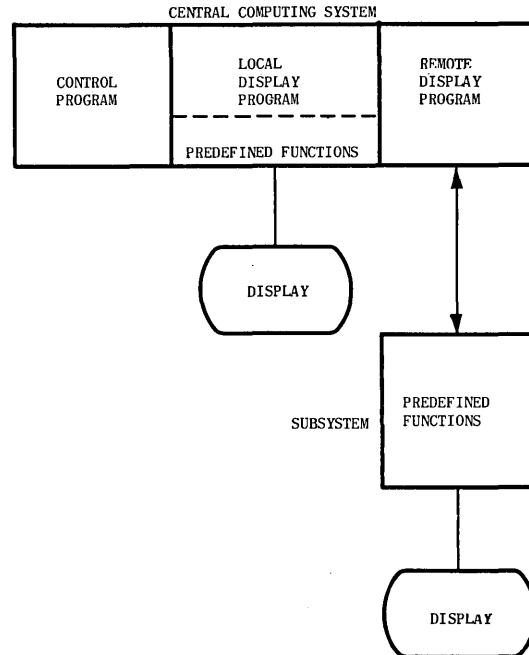 CENTRAL COMPUTING SYSTEM
CONTROL
PROGRAM
LOCAL
DISPLAY
PROGRAM
PREDEFINED FUNCTIONS
REMOTE
DISPLAY
PROGRAM
DISPLAY
SUBSYSTEM
PREDEFINED
FUNCTIONS
DISPLAY